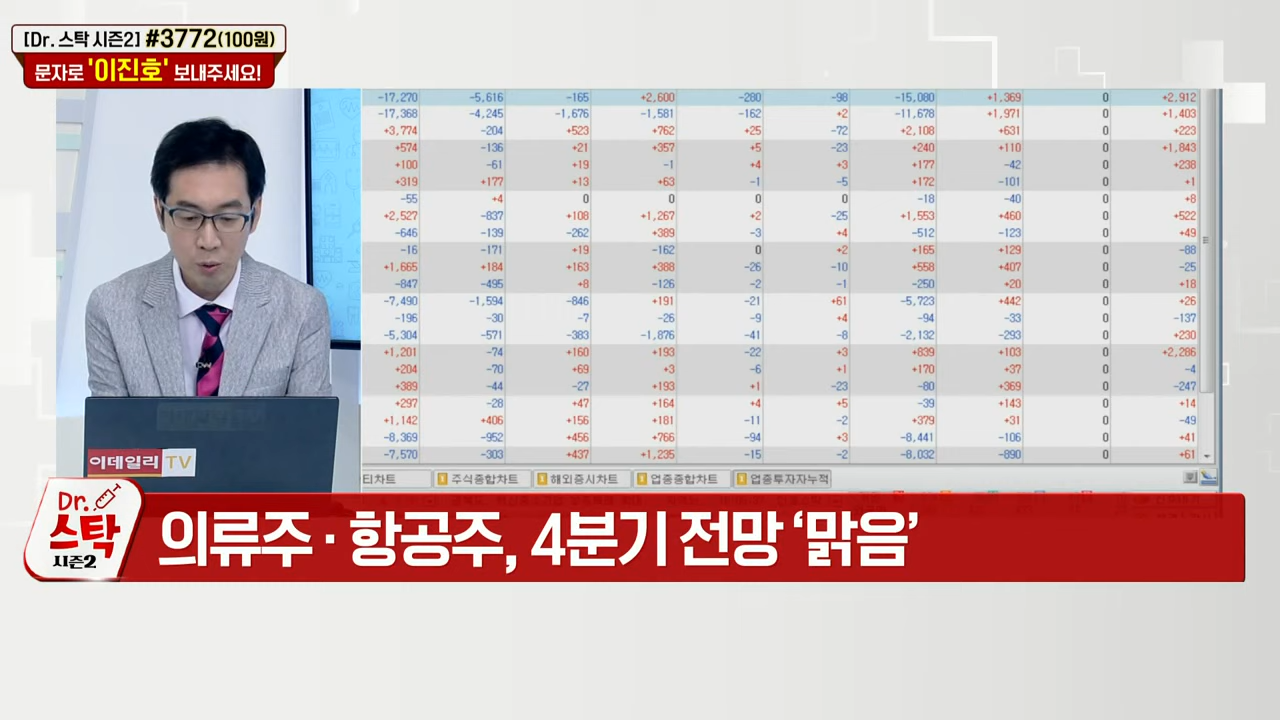 [Dr. 스탁 시즌2] #3772(100원)
문자로 '이진호' 보내주세요!
-17,270 -5,616 -165 +2,600 -280 -98 -15,080 +1,369 0 +2,912
-17,368 -4,245 -1,676 -1,581 -162 +2 -11,678 +1,971 0 +1,403
+3,774 -204 +523 +762 +25 -72 +2,108 +631 0 +223
+574 -136 +21 +357 +5 -23 +240 +110 0 +1,843
+100 -61 +19 -1 +4 +3 +177 -42 0 +238
+319 +177 +13 +63 -1 -5 +172 -101 0 +1
-55 +4 0 0 0 0 -18 -40 0 +8
+2,527 -837 +108 +1,267 +2 -25 +1,553 +460 0 +522
-646 -139 -262 +389 -3 +4 -512 -123 0 +49
-16 -171 +19 -162 0 +2 +165 +129 0 -88
+1,665 +184 +163 +388 -26 -10 +558 +407 0 -25
-847 -495 +8 -126 -2 -1 -250 +20 0 +18
-7,490 -1,594 -846 +191 -21 +61 -5,723 +442 0 +26
-196 -30 -7 -26 -9 +4 -94 -33 0 -137
-5,304 -571 -383 -1,876 -41 -8 -2,132 -293 0 +230
+1,201 -74 +160 +193 -22 +3 +839 +103 0 +2,286
+204 -70 +69 +3 -6 +1 +170 +37 0 -4
+389 -44 -27 +193 +1 -23 -80 +369 0 -247
+297 -28 +47 +164 +4 +5 -39 +143 0 +14
+1,142 +406 +156 +181 -11 -2 +379 +31 0 -49
-8,369 -952 +456 +766 -94 +3 -8,441 -106 0 +41
-7,570 -303 +437 +1,235 -15 -2 -8,032 -890 0 +61
티차트 주식종합차트 해외증시차트 업종종합차트 업종투자자누적
이데일리 TV
Dr.
스탁
시즌2
의류주·항공주, 4분기 전망 '맑음'